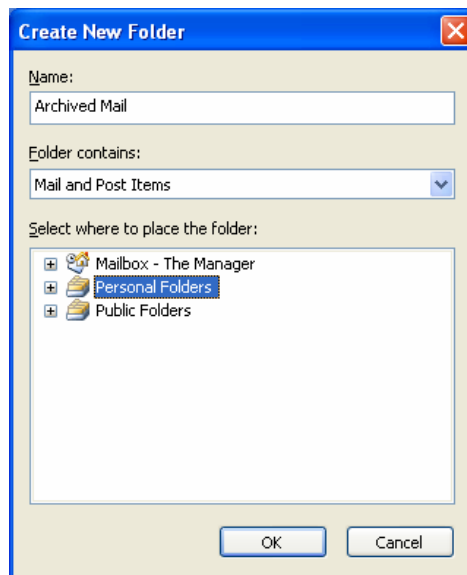 Create New Folder
Name:
Archived Mail
Folder contains:
Mail and Post Items
Select where to place the folder:
Mailbox - The Manager
Personal Folders
Public Folders
OK Cancel